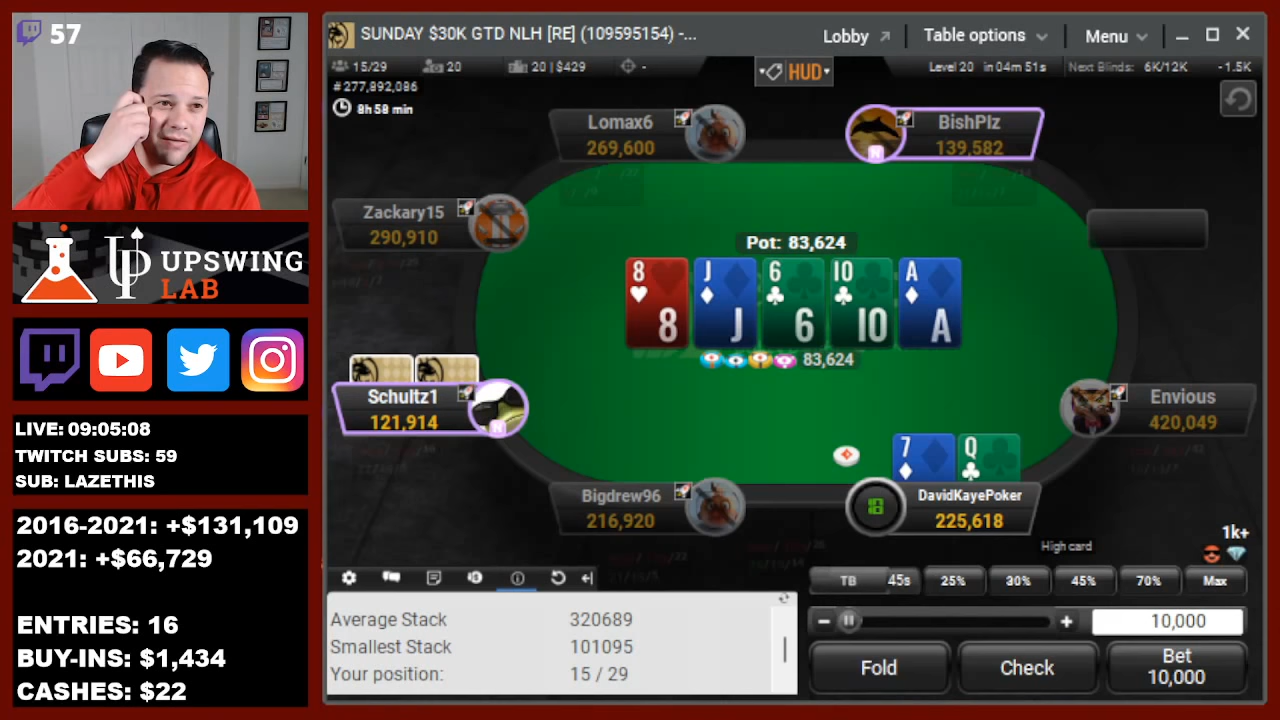 57
SUNDAY $30K GTD NLH [RE] (109595154) -...
Lobby
Table options
Menu
15/29
20
20 | $429
-
HUD
Level 20 in 04m 51s
Next Blinds: 6K/12K
-1.5K
#277,892,086
8h 58 min
Lomax6
269,600
BishPlz
139,582
N
Zackary15
290,910
Pot: 83,624
8
8
J
J
6
6
10
10
A
A
83,624
Schultz1
121,914
N
Envious
420,049
7
Q
Bigdrew96
216,920
DavidKayePoker
225,618
High card
1k+
UP
UPSWING
LAB
LIVE: 09:05:08
TWITCH SUBS: 59
SUB: LAZETHIS
2016-2021: +$131,109
2021: +$66,729
ENTRIES: 16
BUY-INS: $1,434
CASHES: $22
Average Stack 320689
Smallest Stack 101095
Your position: 15 / 29
TB 45s
25%
30%
45%
70%
Max
10,000
Fold
Check
Bet
10,000